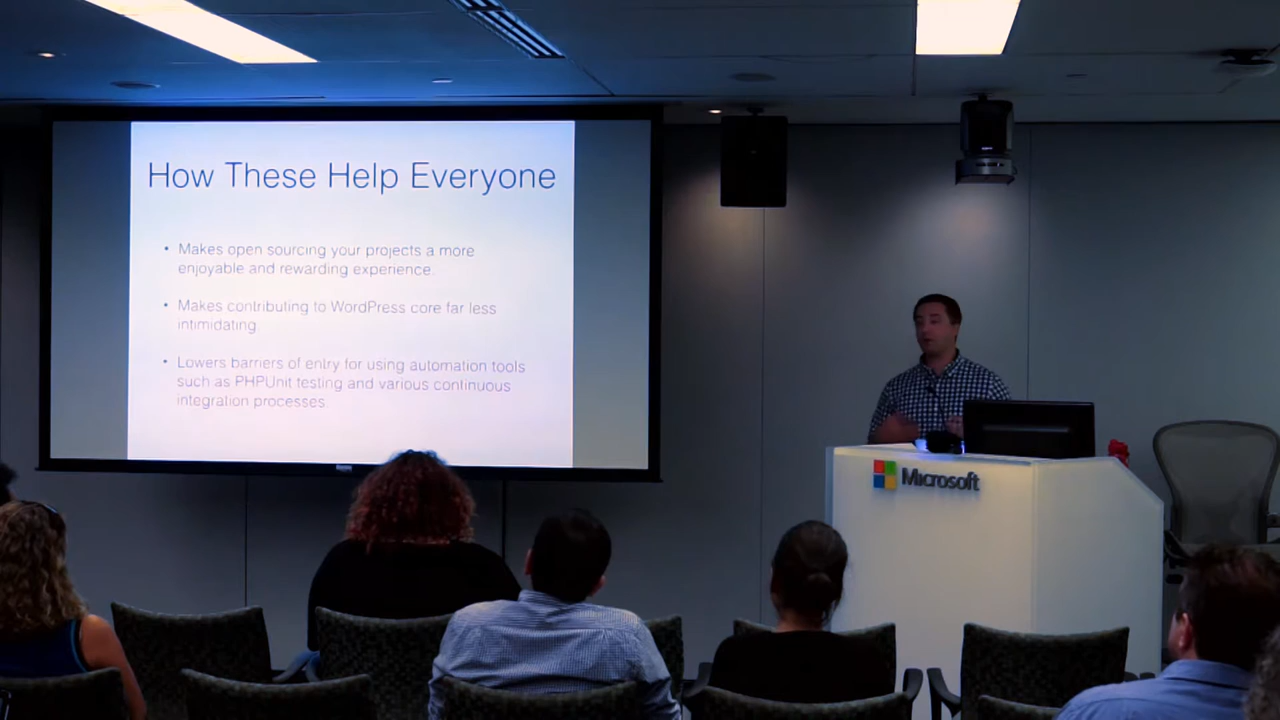 How These Help Everyone
• Makes open sourcing your projects a more
enjoyable and rewarding experience.
• Makes contributing to WordPress core far less
intimidating.
• Lowers barriers of entry for using automation tools
such as PHPUnit testing and various continuous
integration processes.
Microsoft